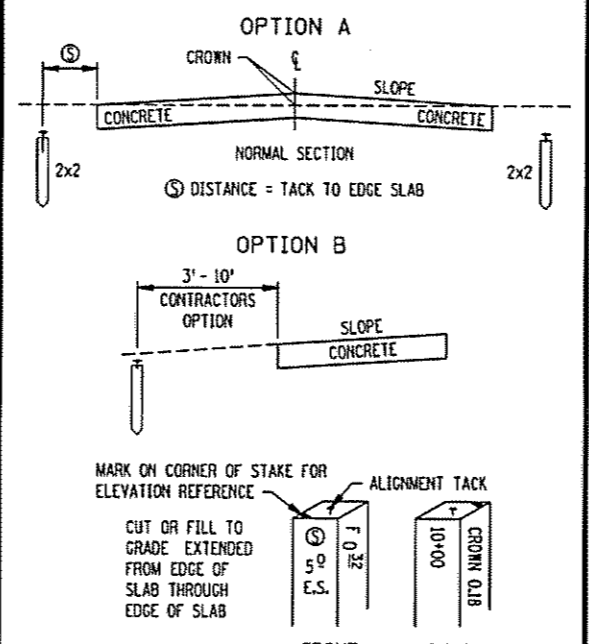 OPTION A
Ⓢ
CROWN
℄
SLOPE
CONCRETE
CONCRETE
2x2
NORMAL SECTION
2x2
Ⓢ DISTANCE = TACK TO EDGE SLAB
OPTION B
3' - 10'
CONTRACTORS
OPTION
SLOPE
CONCRETE
MARK ON CORNER OF STAKE FOR
ELEVATION REFERENCE
ALIGNMENT TACK
CUT OR FILL TO
GRADE EXTENDED
FROM EDGE OF
SLAB THROUGH
EDGE OF SLAB
Ⓢ
5⁰
E.S.
F 0³²
10+00
CROWN 0.18